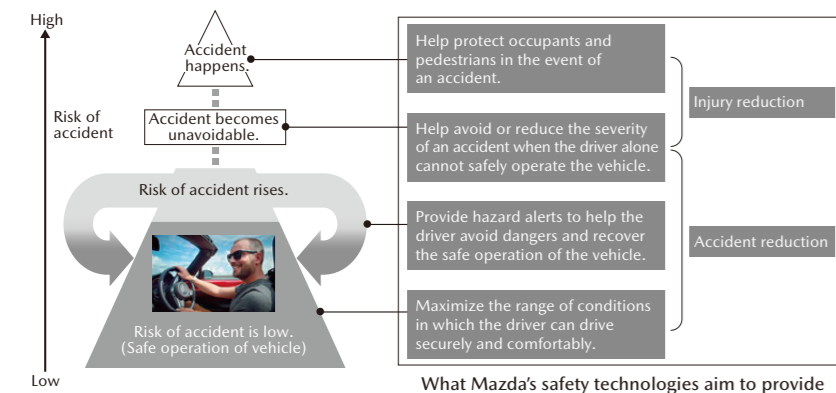 High
Risk of
accident
Low
Accident
happens.
Accident becomes
unavoidable.
Risk of accident rises.
Risk of accident is low.
(Safe operation of vehicle)
Help protect occupants and
pedestrians in the event of
an accident.
Help avoid or reduce the severity
of an accident when the driver alone
cannot safely operate the vehicle.
Provide hazard alerts to help the
driver avoid dangers and recover
the safe operation of the vehicle.
Maximize the range of conditions
in which the driver can drive
securely and comfortably.
Injury reduction
Accident reduction
What Mazda’s safety technologies aim to provide